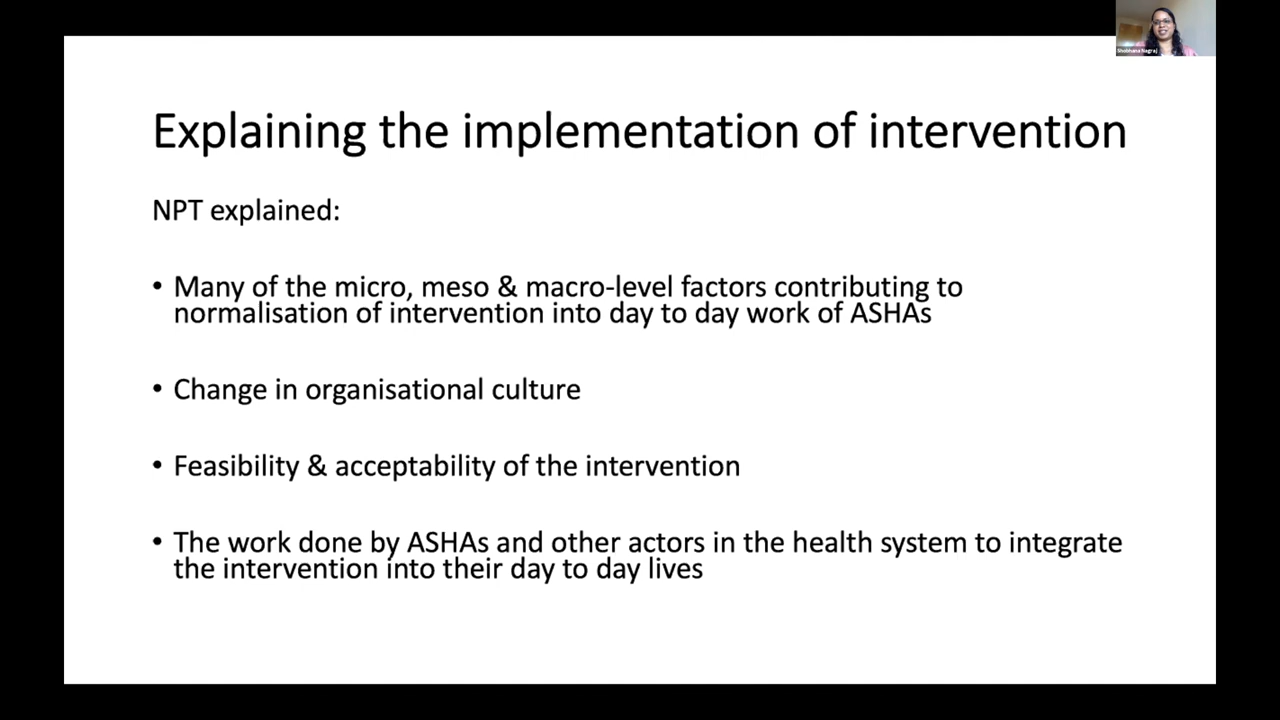 Shobhana Nagraj
Explaining the implementation of intervention
NPT explained:
• Many of the micro, meso & macro-level factors contributing to
normalisation of intervention into day to day work of ASHAs
• Change in organisational culture
• Feasibility & acceptability of the intervention
• The work done by ASHAs and other actors in the health system to integrate
the intervention into their day to day lives